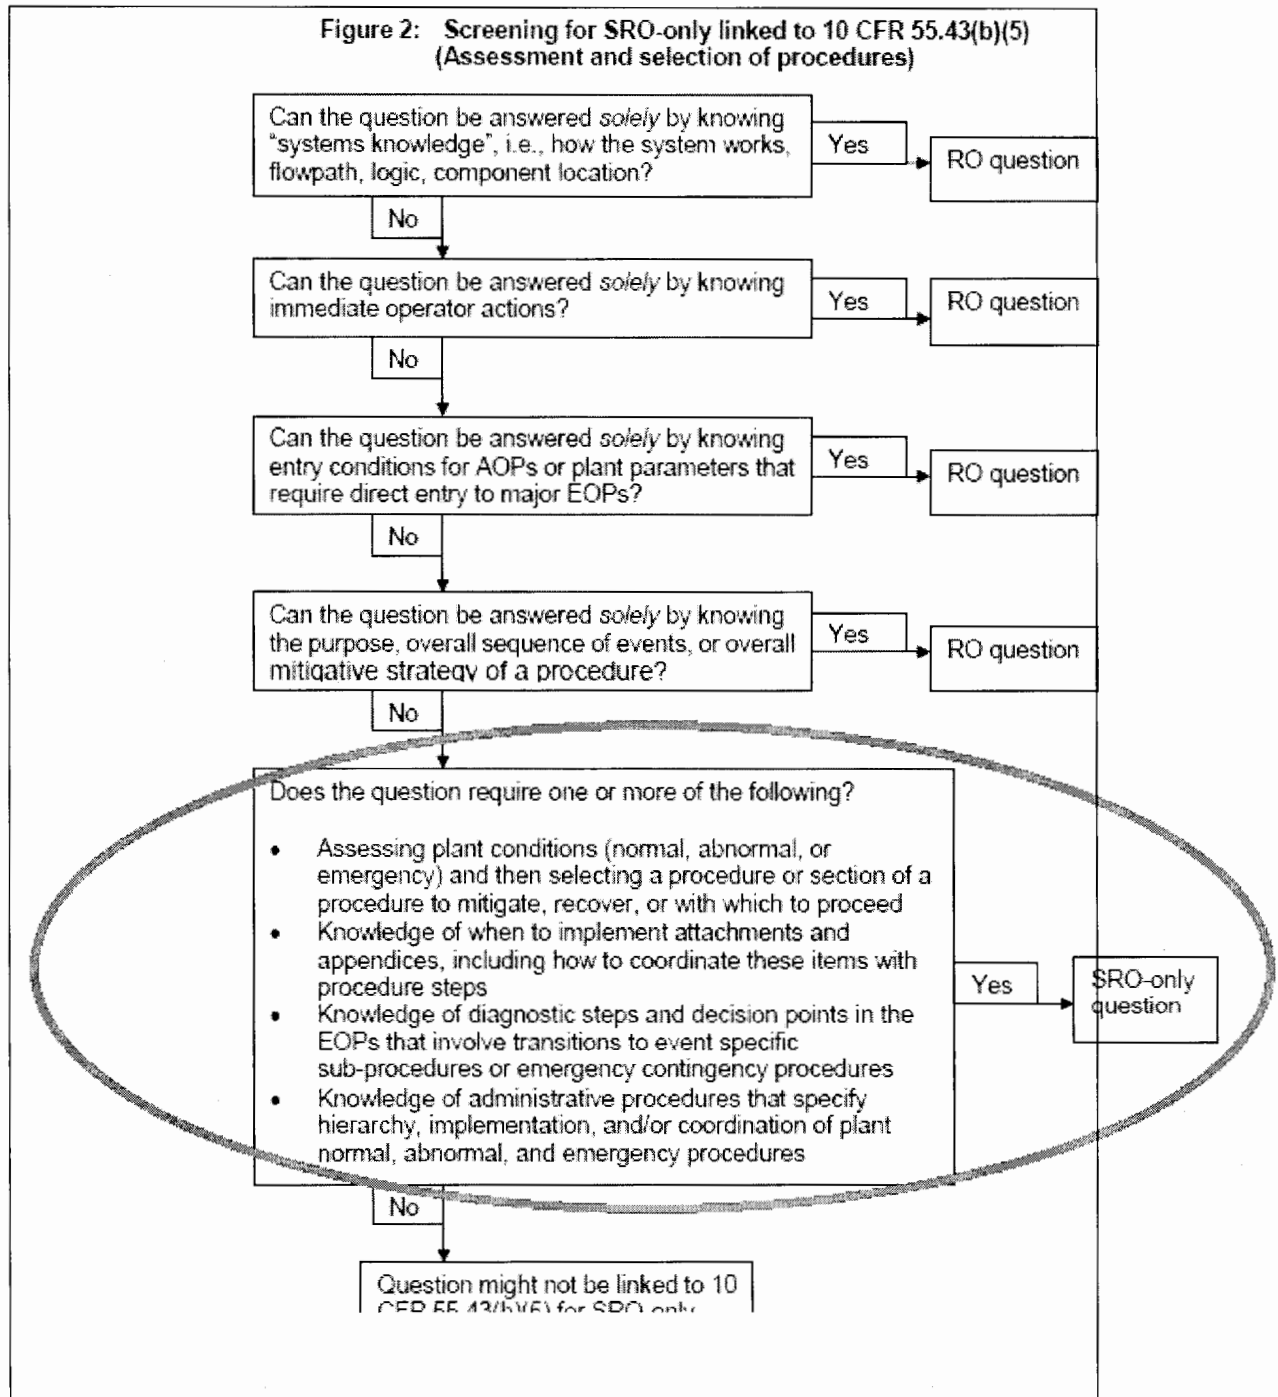 Figure 2: Screening for SRO-only linked to 10 CFR 55.43(b)(5)
(Assessment and selection of procedures)
Can the question be answered solely by knowing
"systems knowledge", i.e., how the system works,
flowpath, logic, component location?
Yes
RO question
No
Can the question be answered solely by knowing
immediate operator actions?
Yes
RO question
No
Can the question be answered solely by knowing
entry conditions for AOPs or plant parameters that
require direct entry to major EOPs?
Yes
RO question
No
Can the question be answered solely by knowing
the purpose, overall sequence of events, or overall
mitigative strategy of a procedure?
Yes
RO question
No
Does the question require one or more of the following?
• Assessing plant conditions (normal, abnormal, or
emergency) and then selecting a procedure or section of a
procedure to mitigate, recover, or with which to proceed
• Knowledge of when to implement attachments and
appendices, including how to coordinate these items with
procedure steps
• Knowledge of diagnostic steps and decision points in the
EOPs that involve transitions to event specific
sub-procedures or emergency contingency procedures
• Knowledge of administrative procedures that specify
hierarchy, implementation, and/or coordination of plant
normal, abnormal, and emergency procedures
Yes
SRO-only
question
No
Question might not be linked to 10
CFR 55.43(b)(5) for SRO-only